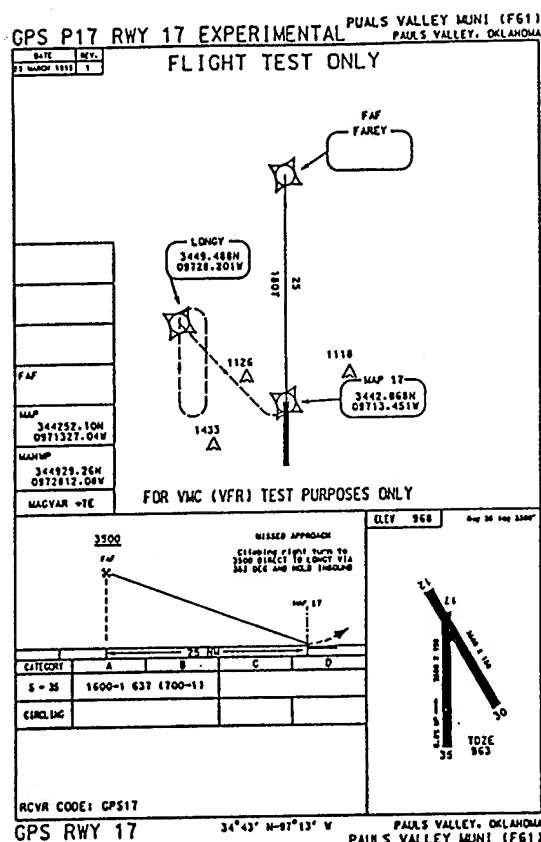 GPS P17 RWY 17 EXPERIMENTAL
PUALS VALLEY MUNI (F61)
PAULS VALLEY, OKLAHOMA
DATE REV.
MARCH 1
FLIGHT TEST ONLY
FAF
FAREY
LONGY
3449.488N
09728.201W
25
180T
1126
1118
1433
MAP 17
3442.868N
09713.451W
FAF
MAP
344252.10N
0971327.04W
MAHWP
344929.26N
0972812.08W
MAGVAR +7E
FOR VMC (VFR) TEST PURPOSES ONLY
3500
FAF
MISSED APPROACH
Climbing right turn to
3500 DIRECT TO LONGY VIA
DEG AND HOLD INBOUND
MAP 17
25 NM
CATEGORY A B C D
S - 35 1600-1 637 (700-1)
CIRCLING
RCVR CODE: GPS17
ELEV 968
12
17
35
30
TDZE
963
GPS RWY 17
34°43' N-97°13' W
PAULS VALLEY, OKLAHOMA
PAULS VALLEY MUNI (F61)